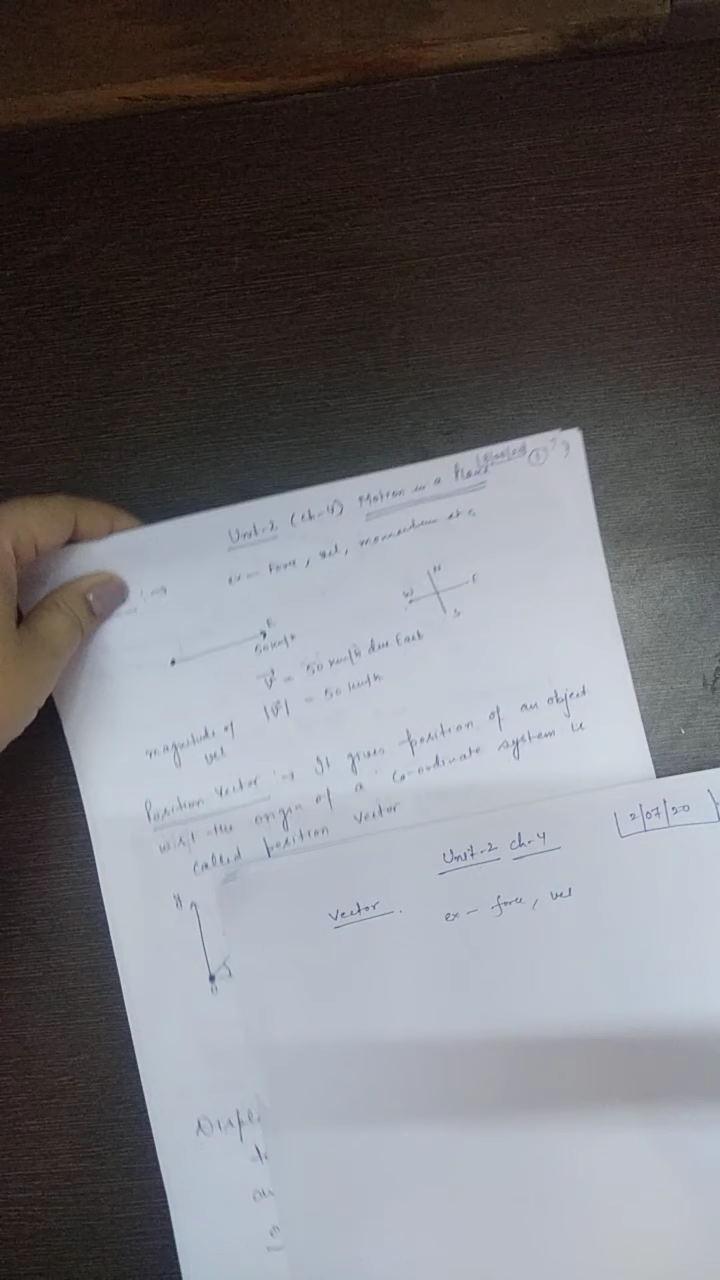 Unit-2 (ch-4) Motion in a Plane
ex- Force, vel, momentum etc
N
W E
S
E
50 km/h
V = 50 km/h due East
magnitude of |V| = 50 km/h
vel
Position Vector :→ It gives position of an object
w.r.t the origin of a co-ordinate system is
called position vector
Displ
Unit-2 ch-4
2/07/20
Vector. ex- force, vel